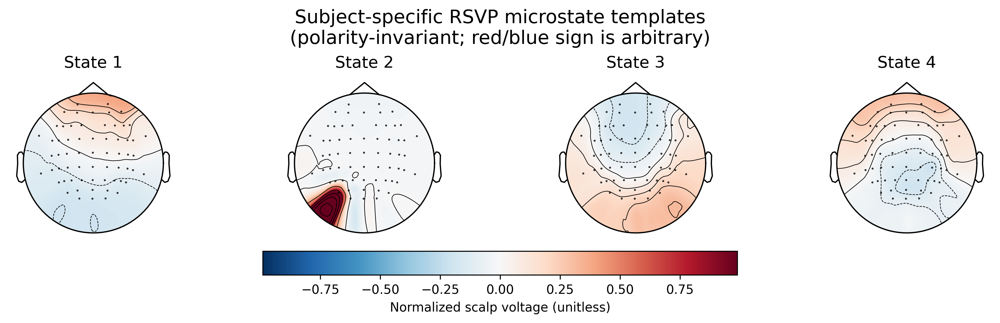 Subject-specific RSVP microstate templates
(polarity-invariant; red/blue sign is arbitrary)
State 1
State 2
State 3
State 4
−0.75
−0.50
−0.25
0.00
0.25
0.50
0.75
Normalized scalp voltage (unitless)